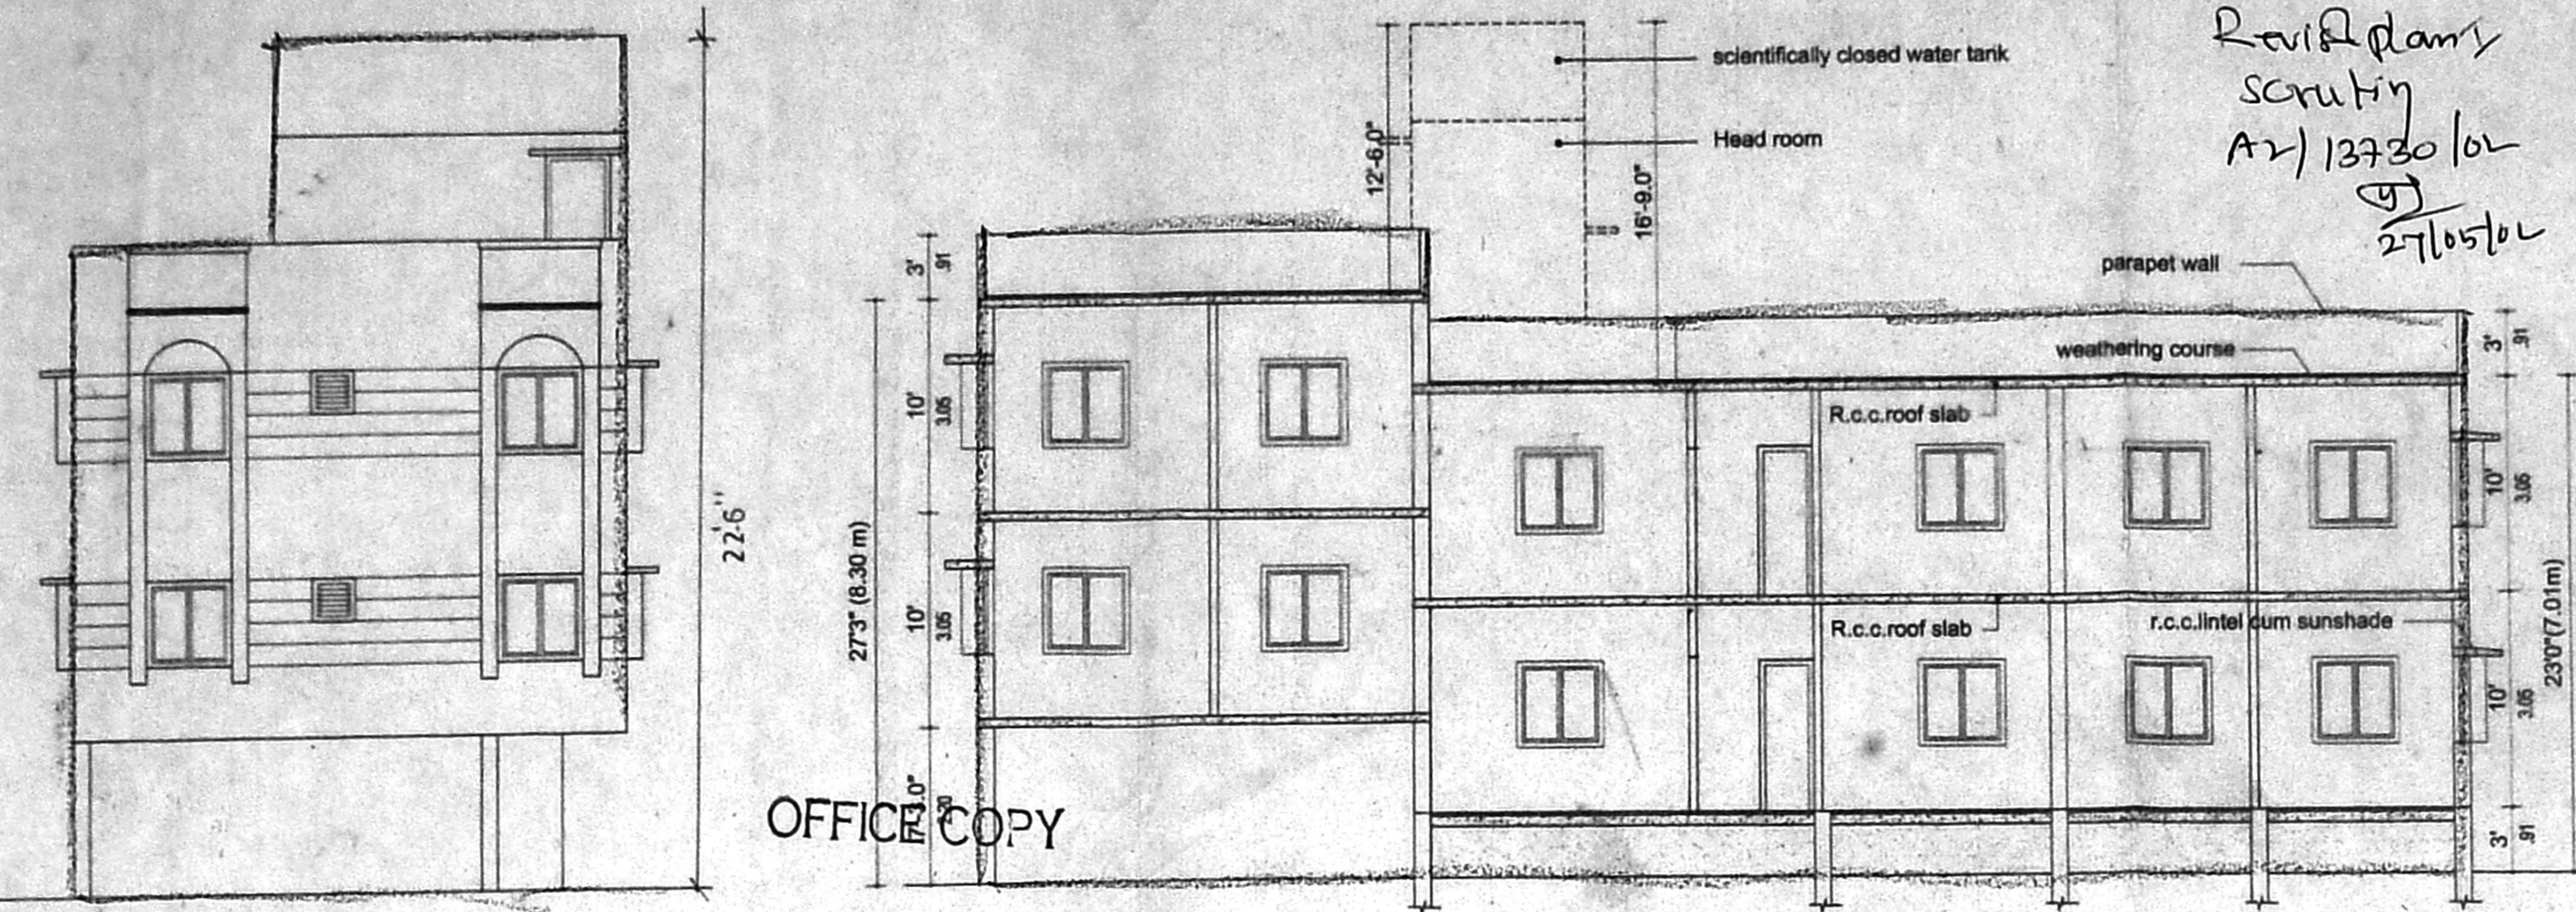 Revised plans
scrutiny
A2/13730/02
27/05/02
scientifically closed water tank
Head room
12'-6.0"
16'-9.0"
parapet wall
weathering course
3'
.91
3'
.91
R.c.c.roof slab
10'
3.05
10'
3.05
22'-6"
27'3" (8.30 m)
10'
3.05
R.c.c.roof slab
r.c.c.lintel cum sunshade
10'
3.05
23'0"(7.01m)
OFFICE COPY
3'
.91